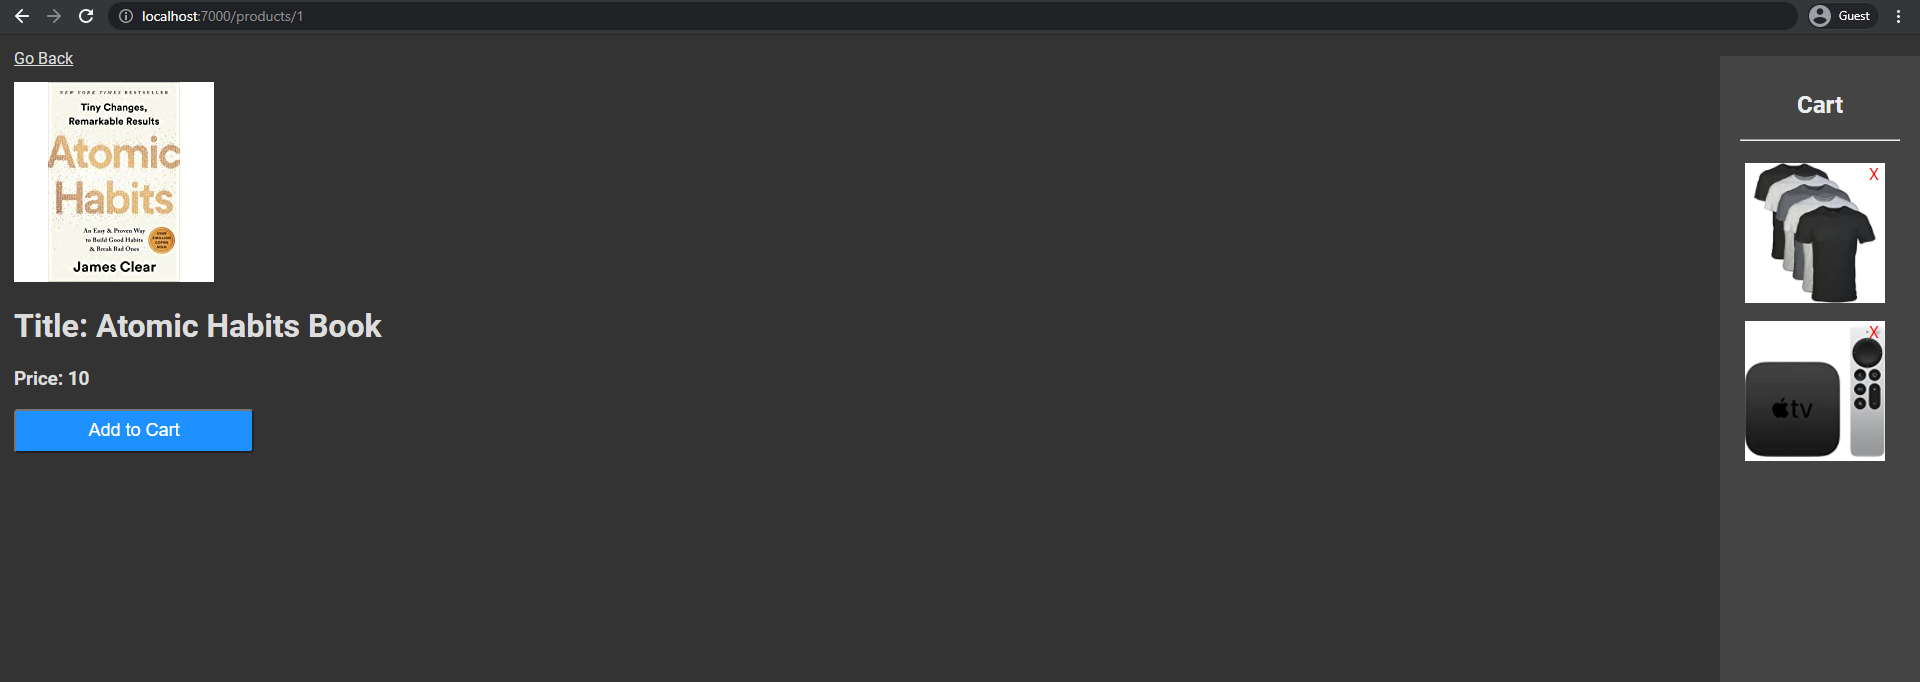 localhost:7000/products/1
Guest
Go Back
NEW YORK TIMES BESTSELLER
Tiny Changes,
Remarkable Results
Atomic
Habits
An Easy & Proven Way
to Build Good Habits
& Break Bad Ones
James Clear
Title: Atomic Habits Book
Price: 10
Add to Cart
Cart
X
X
tv